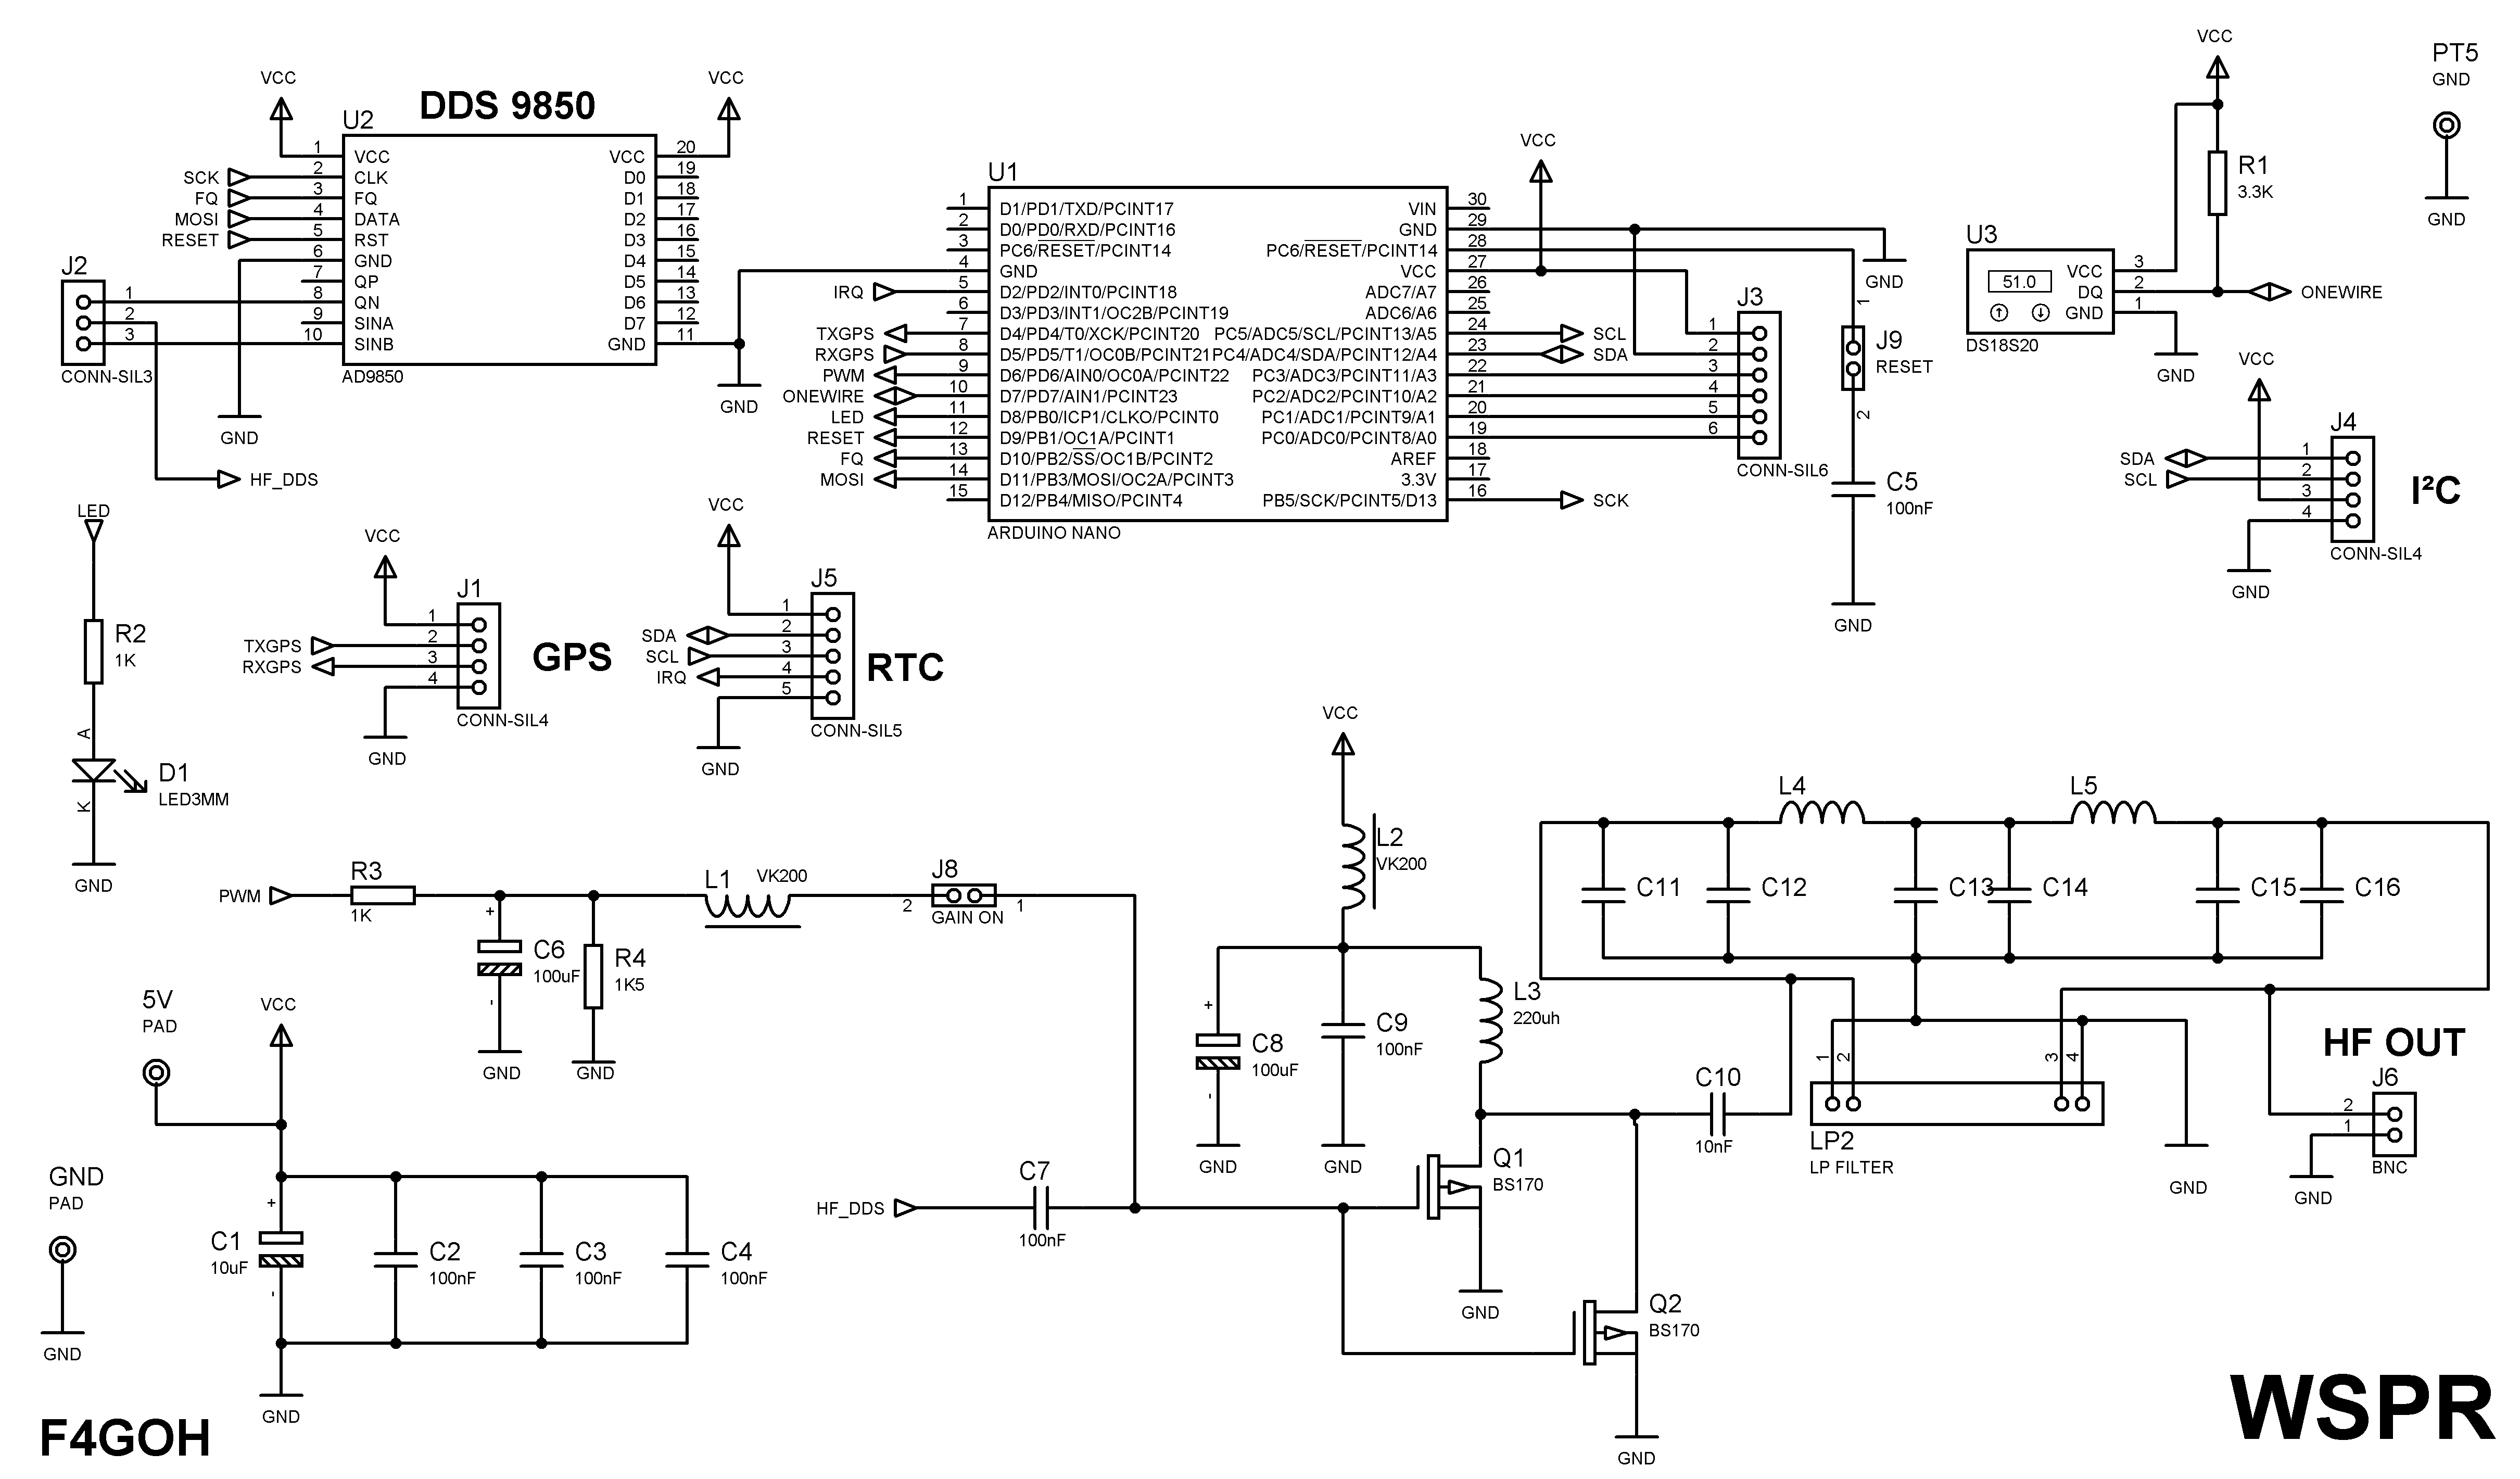 DDS 9850
VCC
VCC
U2
1 VCC
2 CLK
3 FQ
4 DATA
5 RST
6 GND
7 QP
8 QN
9 SINA
10 SINB
VCC 20
D0 19
D1 18
D2 17
D3 16
D4 15
D5 14
D6 13
D7 12
GND 11
AD9850
SCK
FQ
MOSI
RESET
J2
1
2
3
CONN-SIL3
GND
HF_DDS
GND
U1
1 D1/PD1/TXD/PCINT17
2 D0/PD0/RXD/PCINT16
3 PC6/RESET/PCINT14
4 GND
IRQ 5 D2/PD2/INT0/PCINT18
6 D3/PD3/INT1/OC2B/PCINT19
TXGPS 7 D4/PD4/T0/XCK/PCINT20
RXGPS 8 D5/PD5/T1/OC0B/PCINT21
PWM 9 D6/PD6/AIN0/OC0A/PCINT22
ONEWIRE 10 D7/PD7/AIN1/PCINT23
LED 11 D8/PB0/ICP1/CLKO/PCINT0
RESET 12 D9/PB1/OC1A/PCINT1
FQ 13 D10/PB2/SS/OC1B/PCINT2
MOSI 14 D11/PB3/MOSI/OC2A/PCINT3
15 D12/PB4/MISO/PCINT4
VIN 30
GND 29
PC6/RESET/PCINT14 28
VCC 27
ADC7/A7 26
ADC6/A6 25
PC5/ADC5/SCL/PCINT13/A5 24 SCL
PC4/ADC4/SDA/PCINT12/A4 23 SDA
PC3/ADC3/PCINT11/A3 22
PC2/ADC2/PCINT10/A2 21
PC1/ADC1/PCINT9/A1 20
PC0/ADC0/PCINT8/A0 19
AREF 18
3.3V 17
PB5/SCK/PCINT5/D13 16 SCK
ARDUINO NANO
VCC
GND
J3
1
2
3
4
5
6
CONN-SIL6
1
J9
RESET
2
C5
100nF
GND
VCC
R1
3.3K
U3
51.0
VCC 3
DQ 2
GND 1
DS18S20
ONEWIRE
GND
PT5
GND
GND
VCC
J4
SDA 1
SCL 2
3
4
CONN-SIL4
GND
I²C
LED
R2
1K
A
D1
LED3MM
K
GND
VCC
J1
1
TXGPS 2
RXGPS 3
4
CONN-SIL4
GND
GPS
VCC
J5
1
SDA 2
SCL 3
IRQ 4
5
CONN-SIL5
GND
RTC
PWM
R3
1K
+
C6
100uF
-
GND
R4
1K5
GND
L1
VK200
J8
2
1
GAIN ON
5V
PAD
VCC
GND
PAD
GND
+
C1
10uF
-
C2
100nF
C3
100nF
C4
100nF
GND
HF_DDS
C7
100nF
VCC
L2
VK200
+
C8
100uF
-
GND
C9
100nF
GND
L3
220uh
Q1
BS170
GND
Q2
BS170
GND
C10
10nF
L4
L5
C11
C12
C13
C14
C15
C16
1
2
3
4
LP2
LP FILTER
GND
HF OUT
J6
2
1
BNC
GND
F4GOH
WSPR